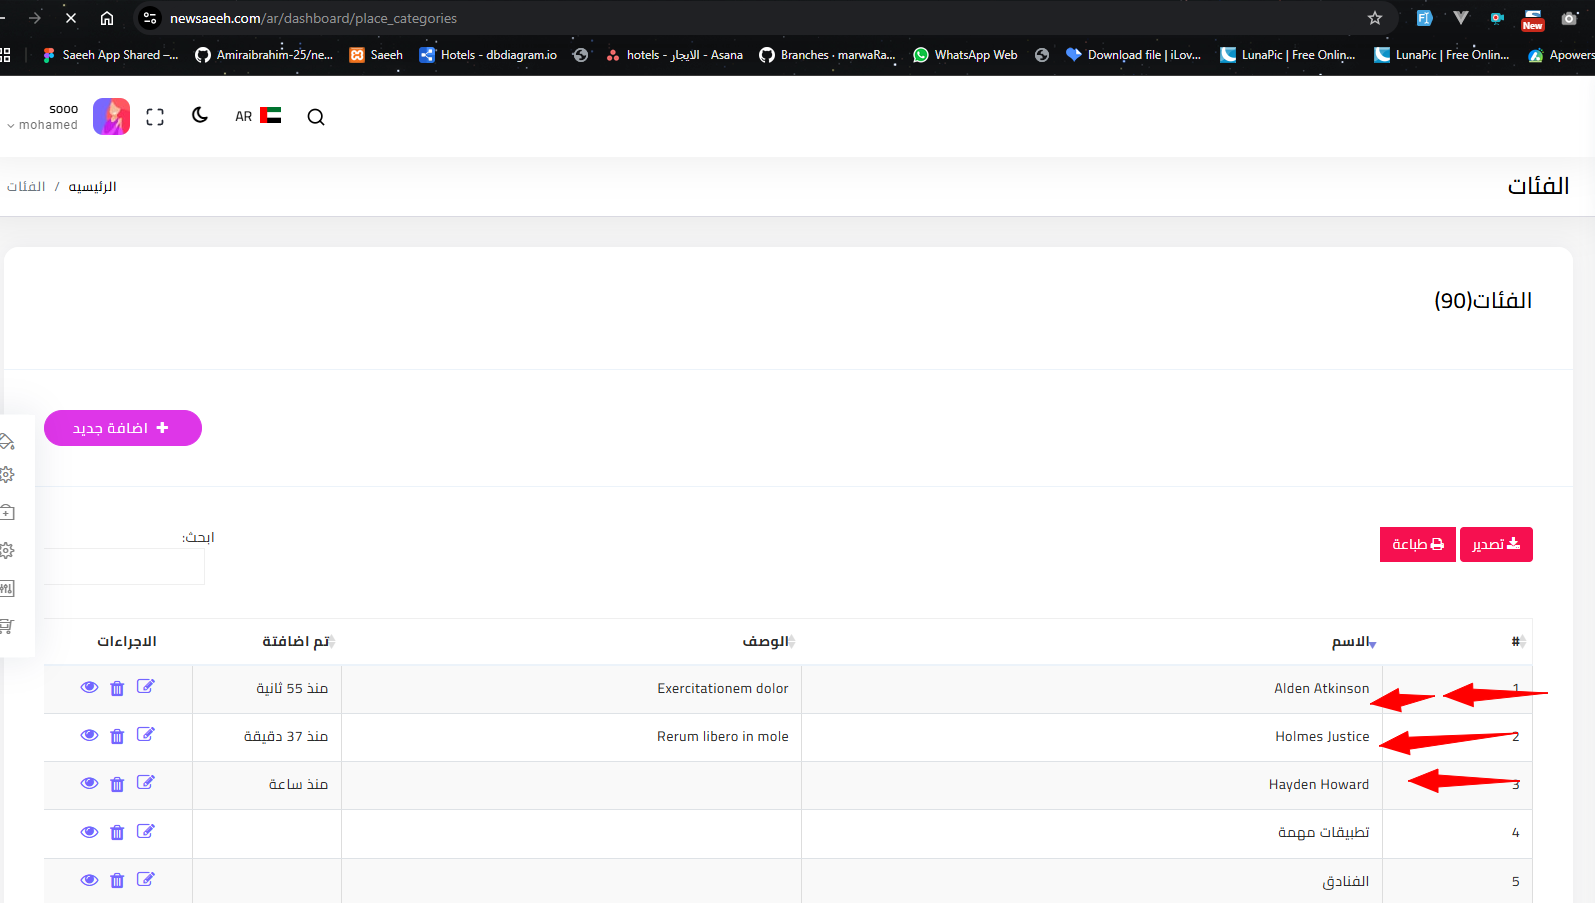 newsaeeh.com/ar/dashboard/place_categories
New
Saeeh App Shared –...
Amiraibrahim-25/ne...
Saeeh
Hotels - dbdiagram.io
hotels - الايجار - Asana
Branches · marwaRa...
WhatsApp Web
Download file | iLov...
LunaPic | Free Onlin...
LunaPic | Free Onlin...
Apowers
sooo
mohamed
AR
الفئات
الرئيسيه / الفئات
الفئات(90)
اضافة جديد
تصدير
طباعة
ابحث:
# الاسم الوصف تم اضافتة الاجراءات
1 Alden Atkinson Exercitationem dolor منذ 55 ثانية
2 Holmes Justice Rerum libero in mole منذ 37 دقيقة
3 Hayden Howard منذ ساعة
4 تطبيقات مهمة
5 الفنادق